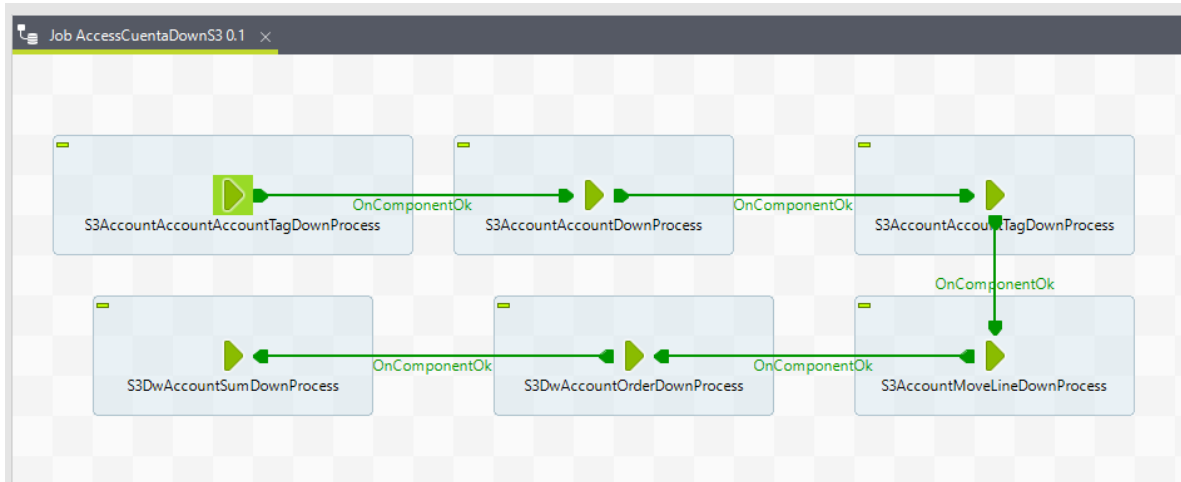 Job AccessCuentaDownS3 0.1
OnComponentOk
OnComponentOk
S3AccountAccountAccountTagDownProcess
S3AccountAccountDownProcess
S3AccountAccountTagDownProcess
OnComponentOk
OnComponentOk
OnComponentOk
S3DwAccountSumDownProcess
S3DwAccountOrderDownProcess
S3AccountMoveLineDownProcess